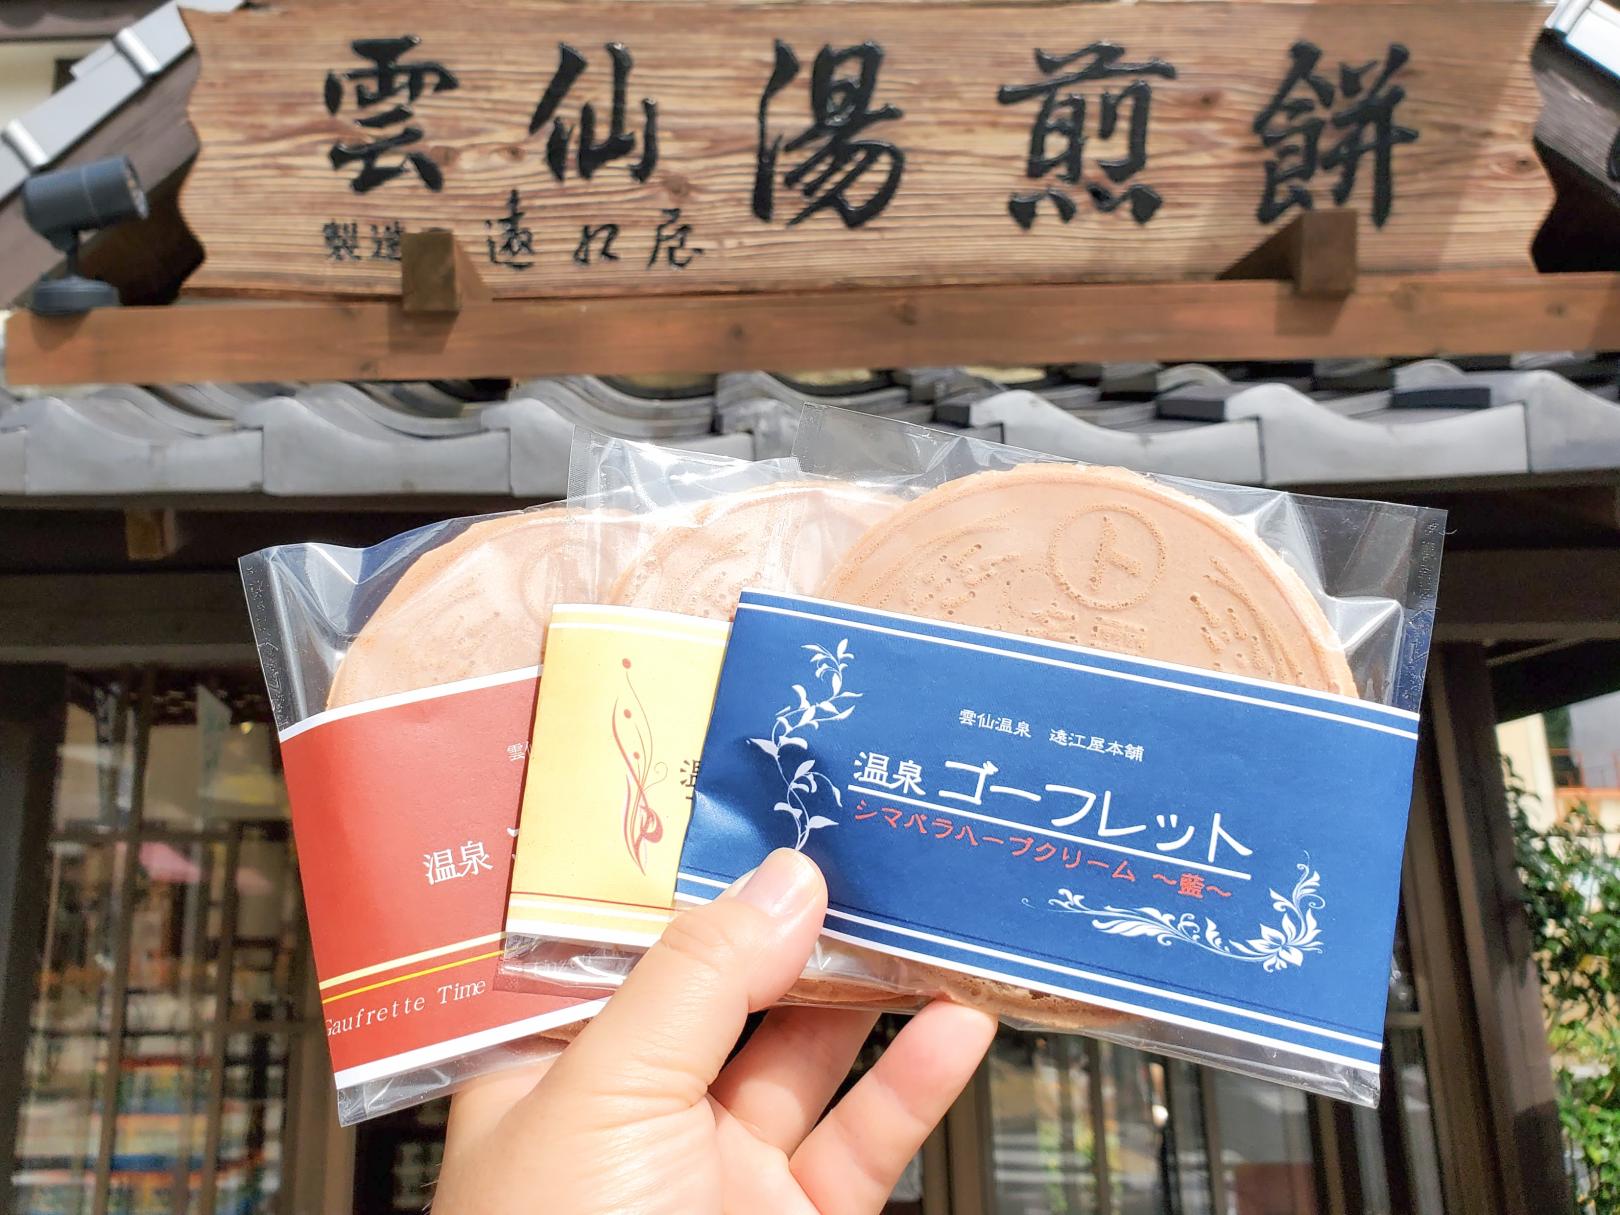 雲仙湯煎餅
製造
遠江屋
雲仙温泉　遠江屋本舗
温泉 ゴーフレット
シマバラハーブクリーム ～藍～
温
雲
温泉
Gaufrette Time